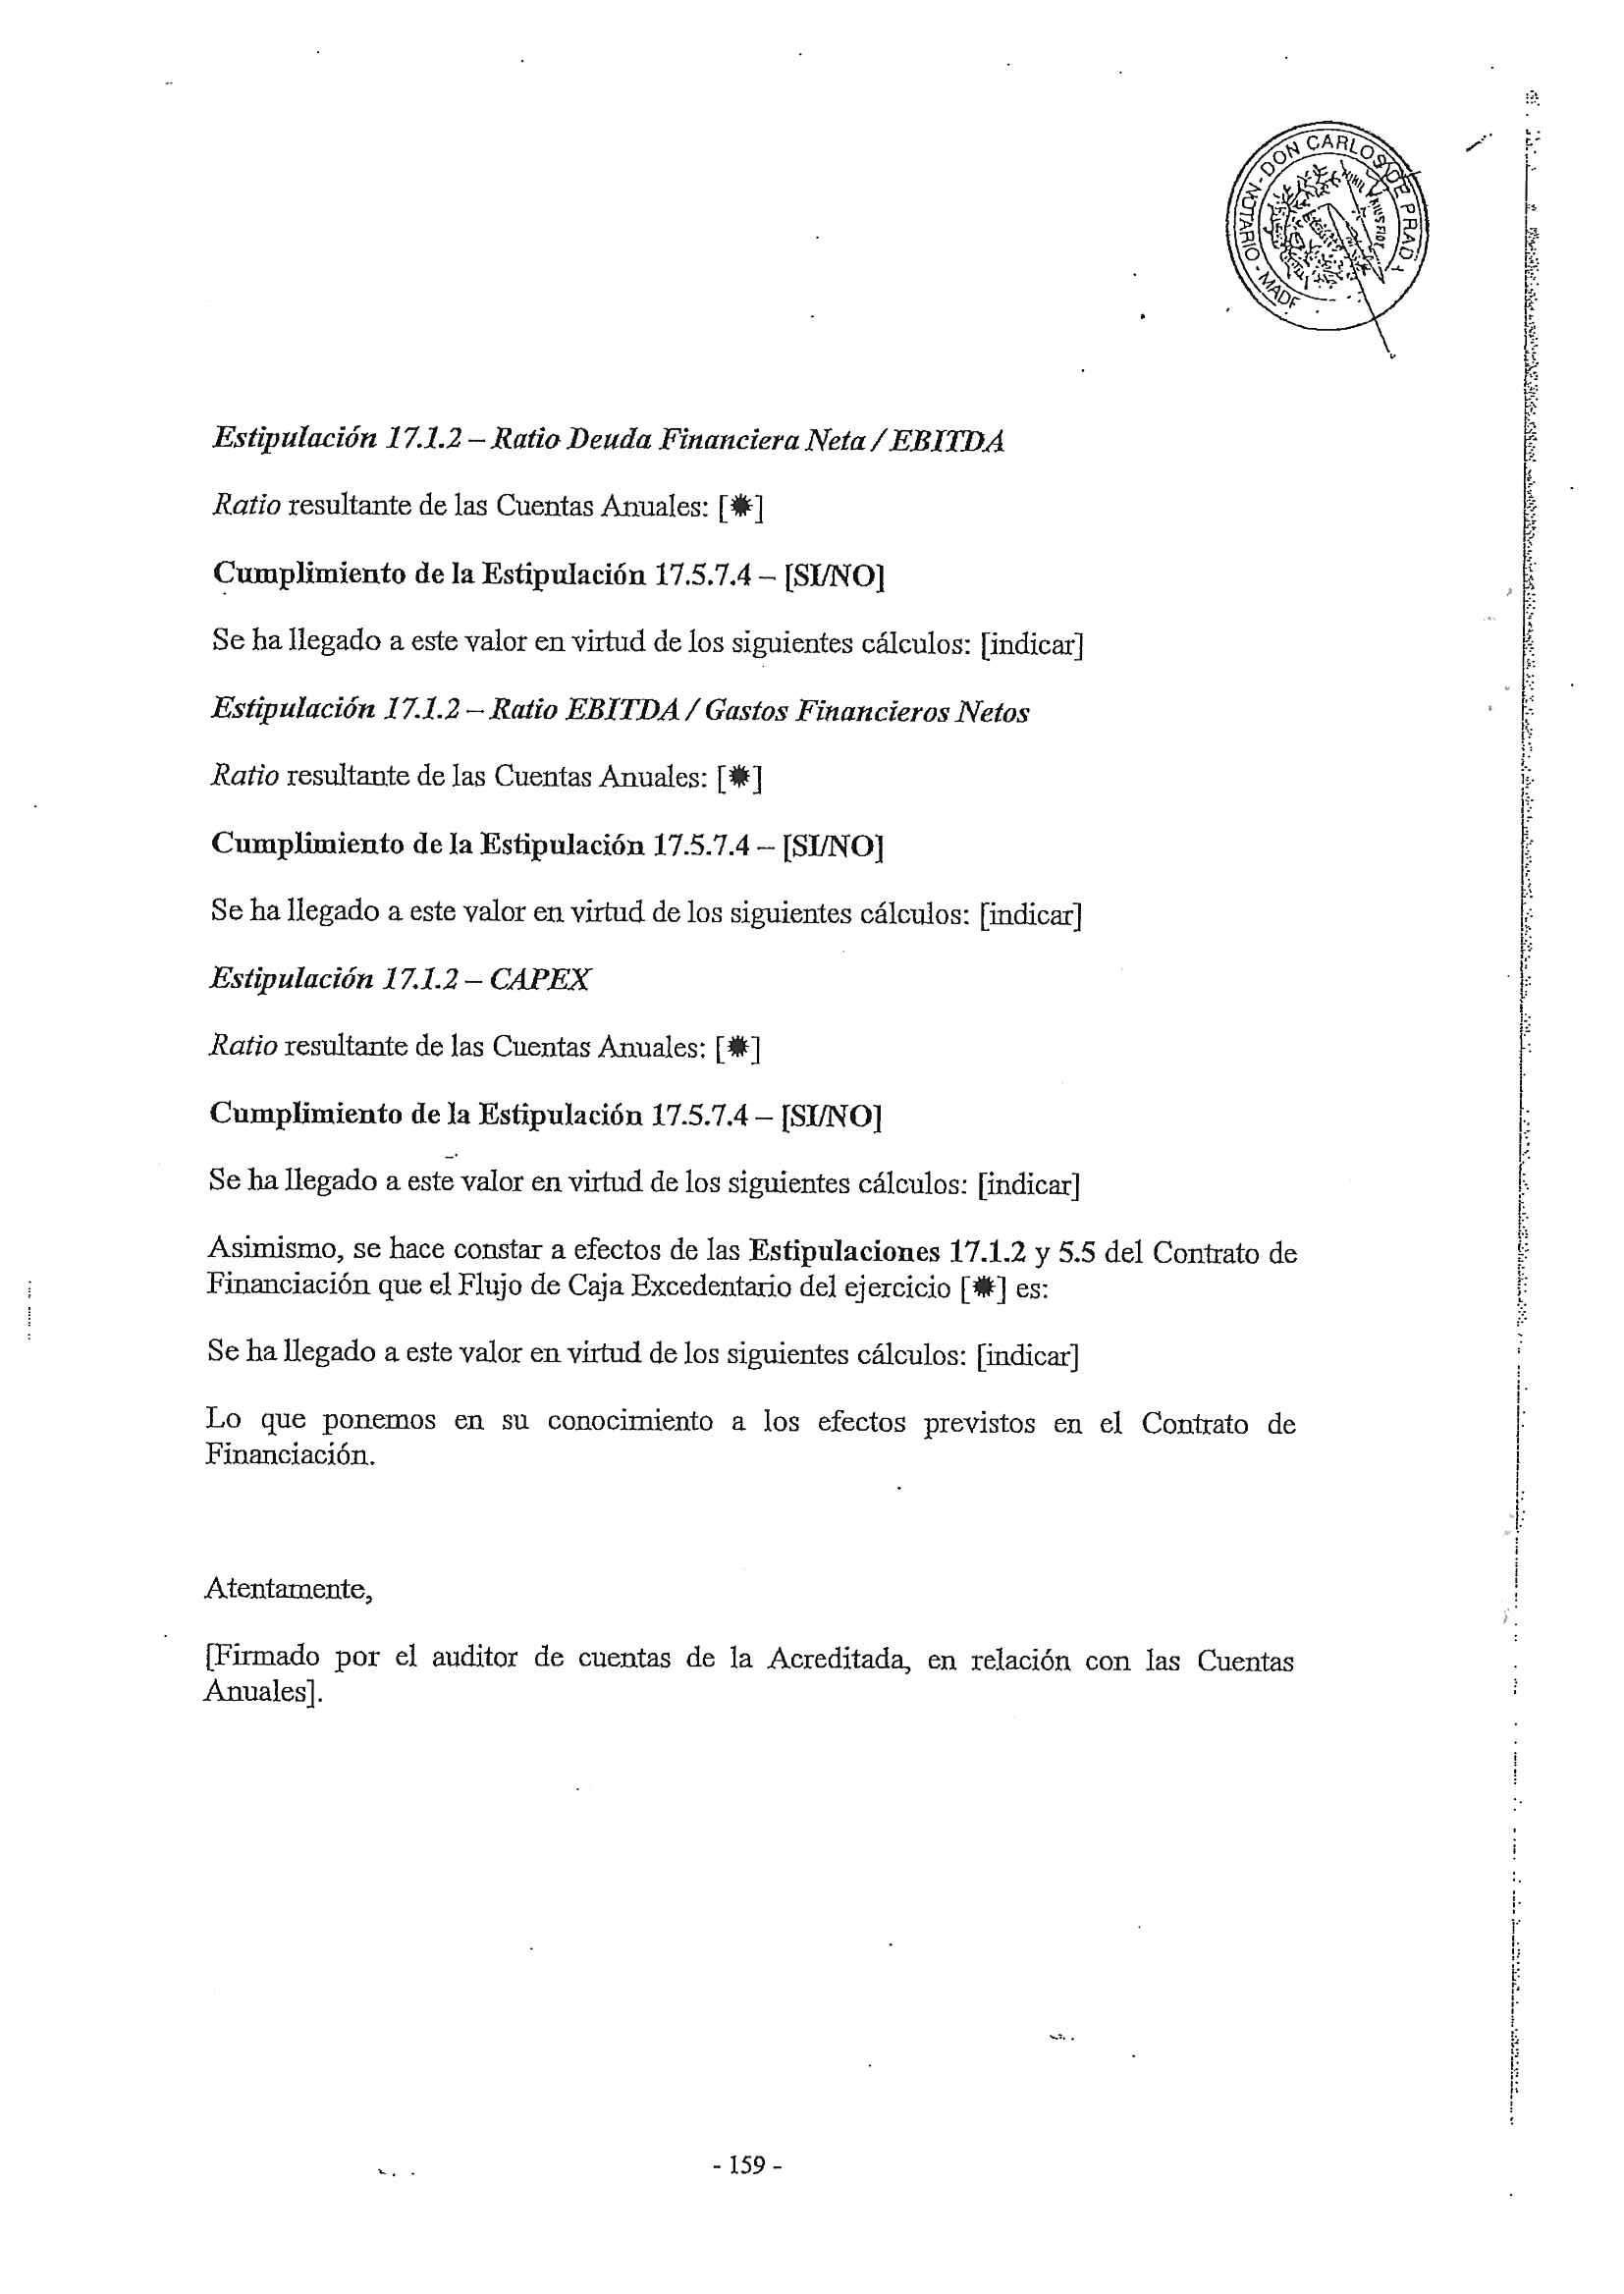 DON CARLOS DE PRAD
NOTARIO - MADR
NIHIL PRIUS FIDE
Estipulación 17.1.2 – Ratio Deuda Financiera Neta / EBITDA
Ratio resultante de las Cuentas Anuales: [✹]
Cumplimiento de la Estipulación 17.5.7.4 – [SI/NO]
Se ha llegado a este valor en virtud de los siguientes cálculos: [indicar]
Estipulación 17.1.2 – Ratio EBITDA / Gastos Financieros Netos
Ratio resultante de las Cuentas Anuales: [✹]
Cumplimiento de la Estipulación 17.5.7.4 – [SI/NO]
Se ha llegado a este valor en virtud de los siguientes cálculos: [indicar]
Estipulación 17.1.2 – CAPEX
Ratio resultante de las Cuentas Anuales: [✹]
Cumplimiento de la Estipulación 17.5.7.4 – [SI/NO]
Se ha llegado a este valor en virtud de los siguientes cálculos: [indicar]
Asimismo, se hace constar a efectos de las Estipulaciones 17.1.2 y 5.5 del Contrato de
Financiación que el Flujo de Caja Excedentario del ejercicio [✹] es:
Se ha llegado a este valor en virtud de los siguientes cálculos: [indicar]
Lo que ponemos en su conocimiento a los efectos previstos en el Contrato de
Financiación.
Atentamente,
[Firmado por el auditor de cuentas de la Acreditada, en relación con las Cuentas
Anuales].
- 159 -